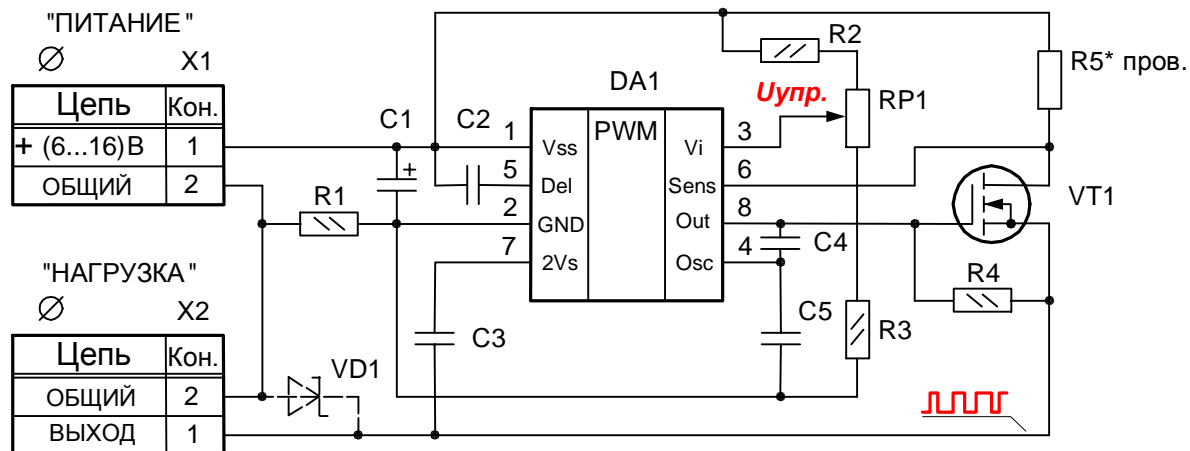 "ПИТАНИЕ"
Ø X1
Цепь Кон.
+ (6...16)В 1
ОБЩИЙ 2
"НАГРУЗКА"
Ø X2
Цепь Кон.
ОБЩИЙ 2
ВЫХОД 1
R1
C1
+
C2
C3
VD1
DA1
PWM
1 Vss
5 Del
2 GND
7 2Vs
3 Vi
6 Sens
8 Out
4 Osc
Uупр.
R2
RP1
R5* пров.
VT1
C4
R4
C5
R3